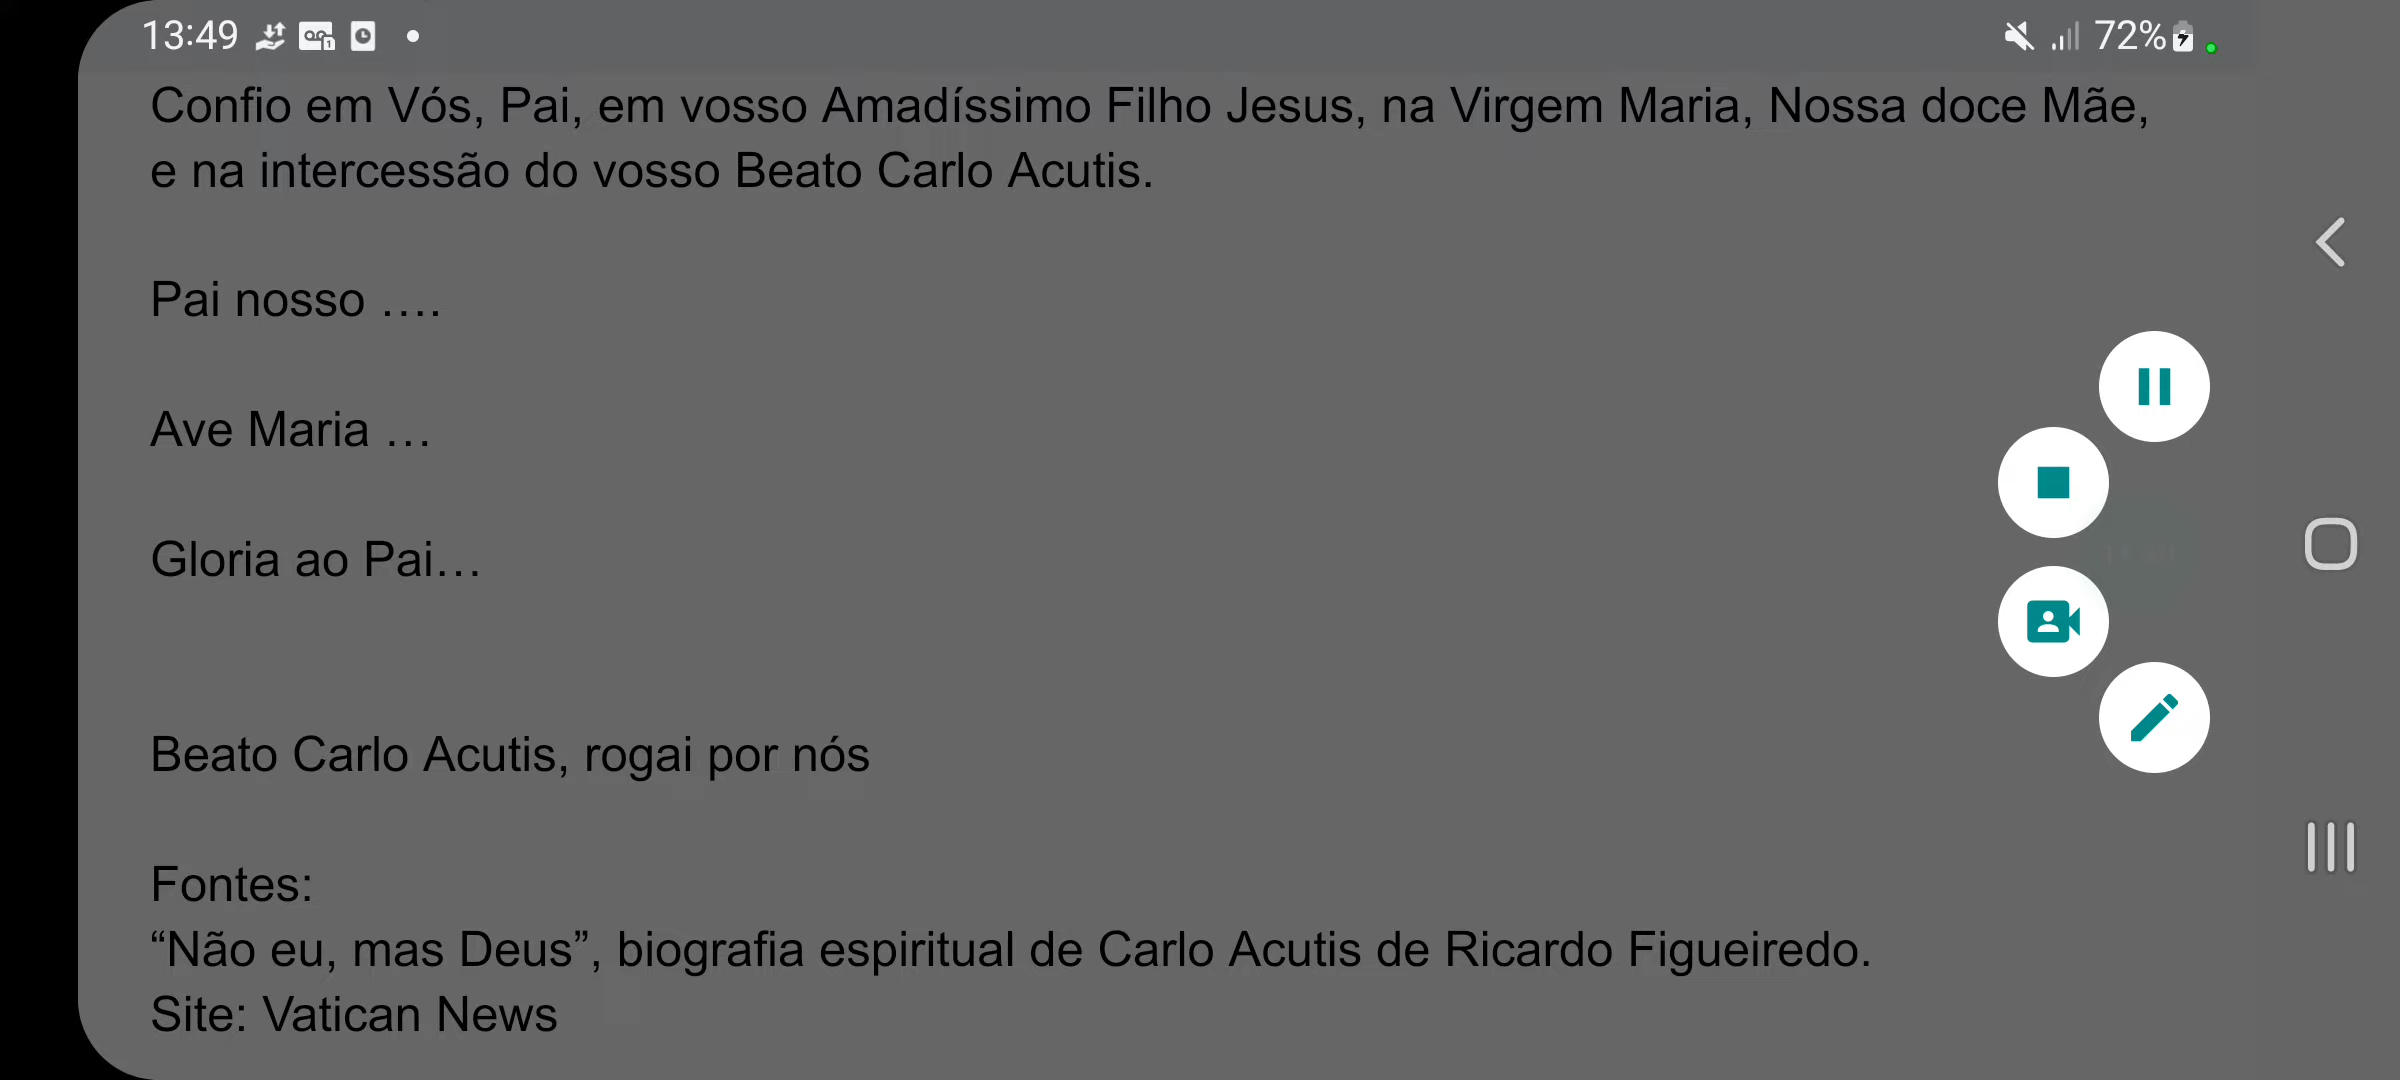 13:49
72%
Confio em Vós, Pai, em vosso Amadíssimo Filho Jesus, na Virgem Maria, Nossa doce Mãe,
e na intercessão do vosso Beato Carlo Acutis.
Pai nosso ....
Ave Maria ...
Gloria ao Pai...
Beato Carlo Acutis, rogai por nós
Fontes:
“Não eu, mas Deus”, biografia espiritual de Carlo Acutis de Ricardo Figueiredo.
Site: Vatican News